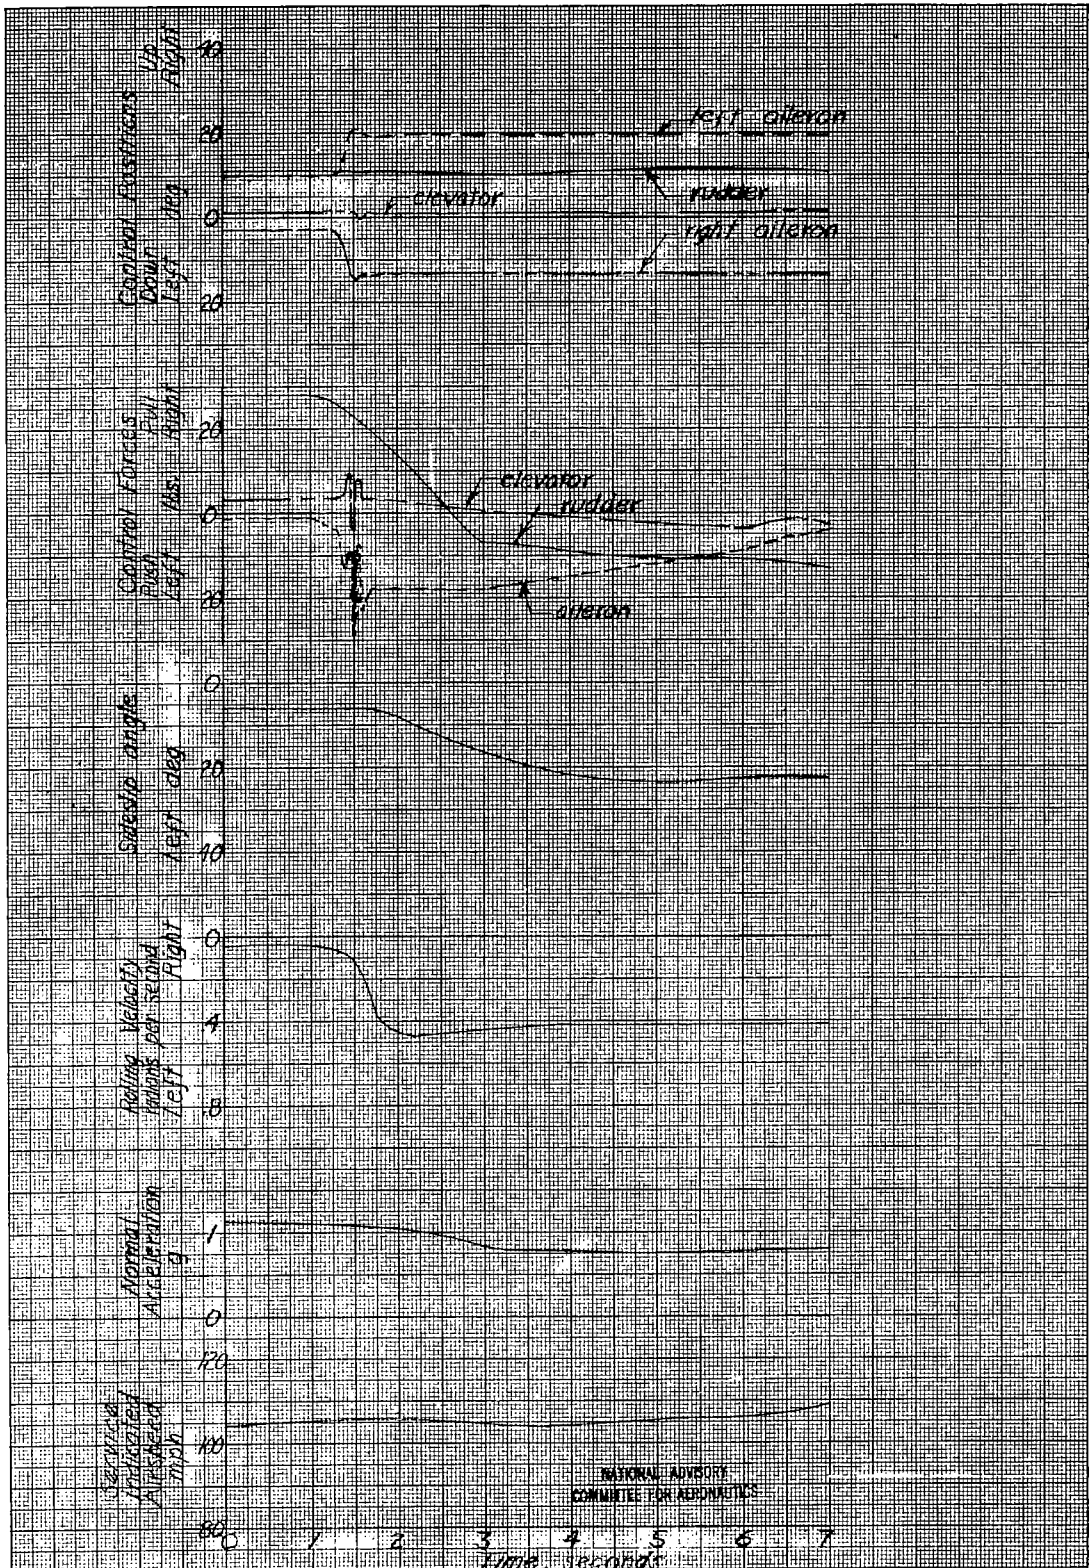 Control Positions
Down Up
Left deg Right
40
20
0
20
left aileron
rudder
elevator
right aileron
Control Forces
Push Pull
Left lbs. Right
20
0
20
elevator
rudder
aileron
Sideslip angle
Left deg
0
20
40
Rolling Velocity
radians per second
Left Right
0
.4
.8
Normal
Acceleration
g
1
0
Service
Indicated
Airspeed
mph
120
100
80
0 1 2 3 4 5 6 7
Time, seconds
NATIONAL ADVISORY
COMMITTEE FOR AERONAUTICS